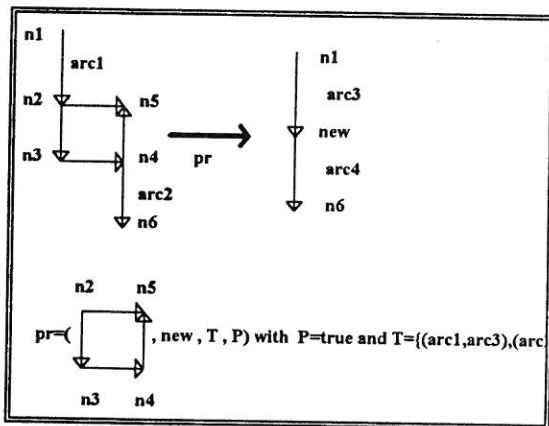 n1
arc1
n2
n5
n3
n4
arc2
n6
pr
n1
arc3
new
arc4
n6
n2 n5
pr=( , new , T , P) with P=true and T={(arc1,arc3),(arc
n3 n4